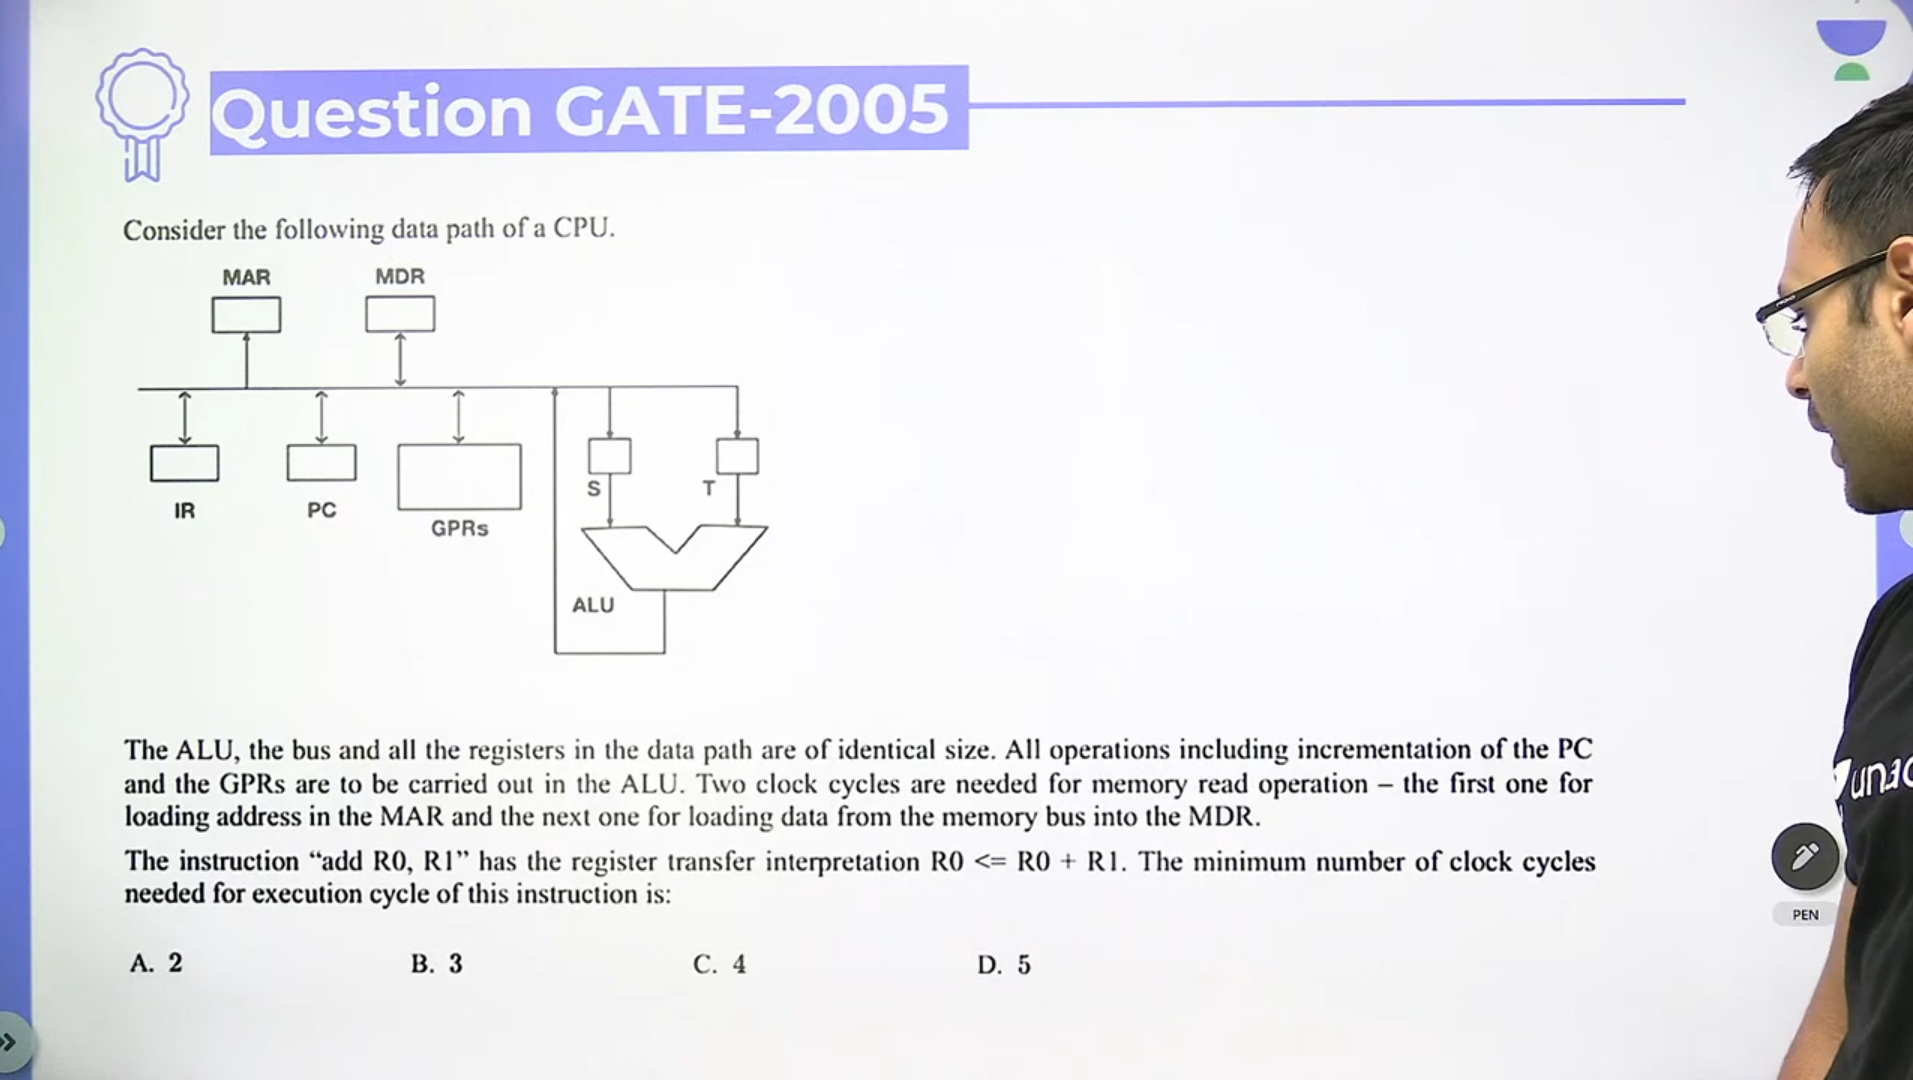 Question GATE-2005
Consider the following data path of a CPU.
MAR
MDR
IR
PC
GPRs
S
T
ALU
The ALU, the bus and all the registers in the data path are of identical size. All operations including incrementation of the PC
and the GPRs are to be carried out in the ALU. Two clock cycles are needed for memory read operation – the first one for
loading address in the MAR and the next one for loading data from the memory bus into the MDR.
The instruction “add R0, R1” has the register transfer interpretation R0 <= R0 + R1. The minimum number of clock cycles
needed for execution cycle of this instruction is:
A. 2
B. 3
C. 4
D. 5
PEN